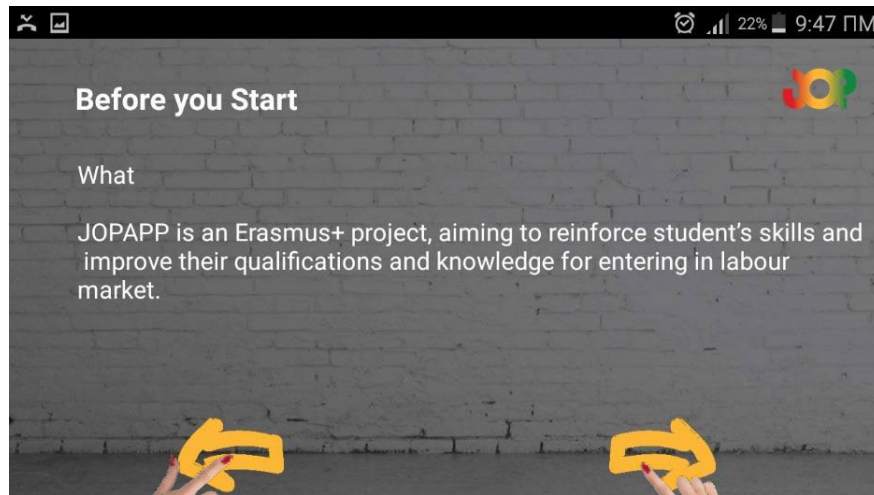 22% 9:47 ΠΜ
Before you Start
JOP
What
JOPAPP is an Erasmus+ project, aiming to reinforce student’s skills and
improve their qualifications and knowledge for entering in labour
market.